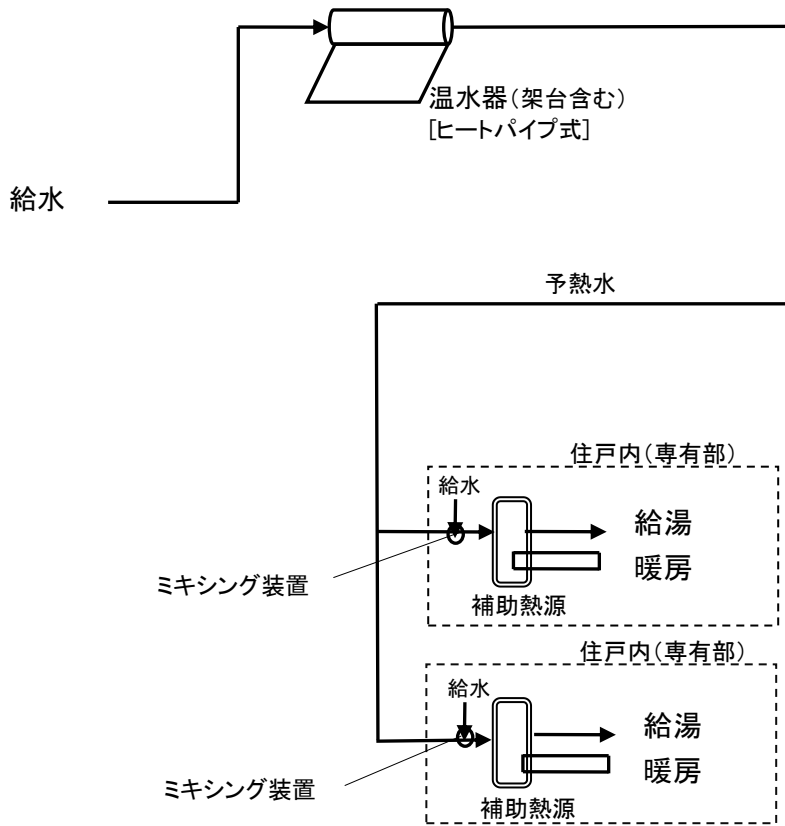 温水器（架台含む）
[ヒートパイプ式]
給水
予熱水
住戸内（専有部）
給水
給湯
暖房
ミキシング装置
補助熱源
住戸内（専有部）
給水
給湯
暖房
ミキシング装置
補助熱源